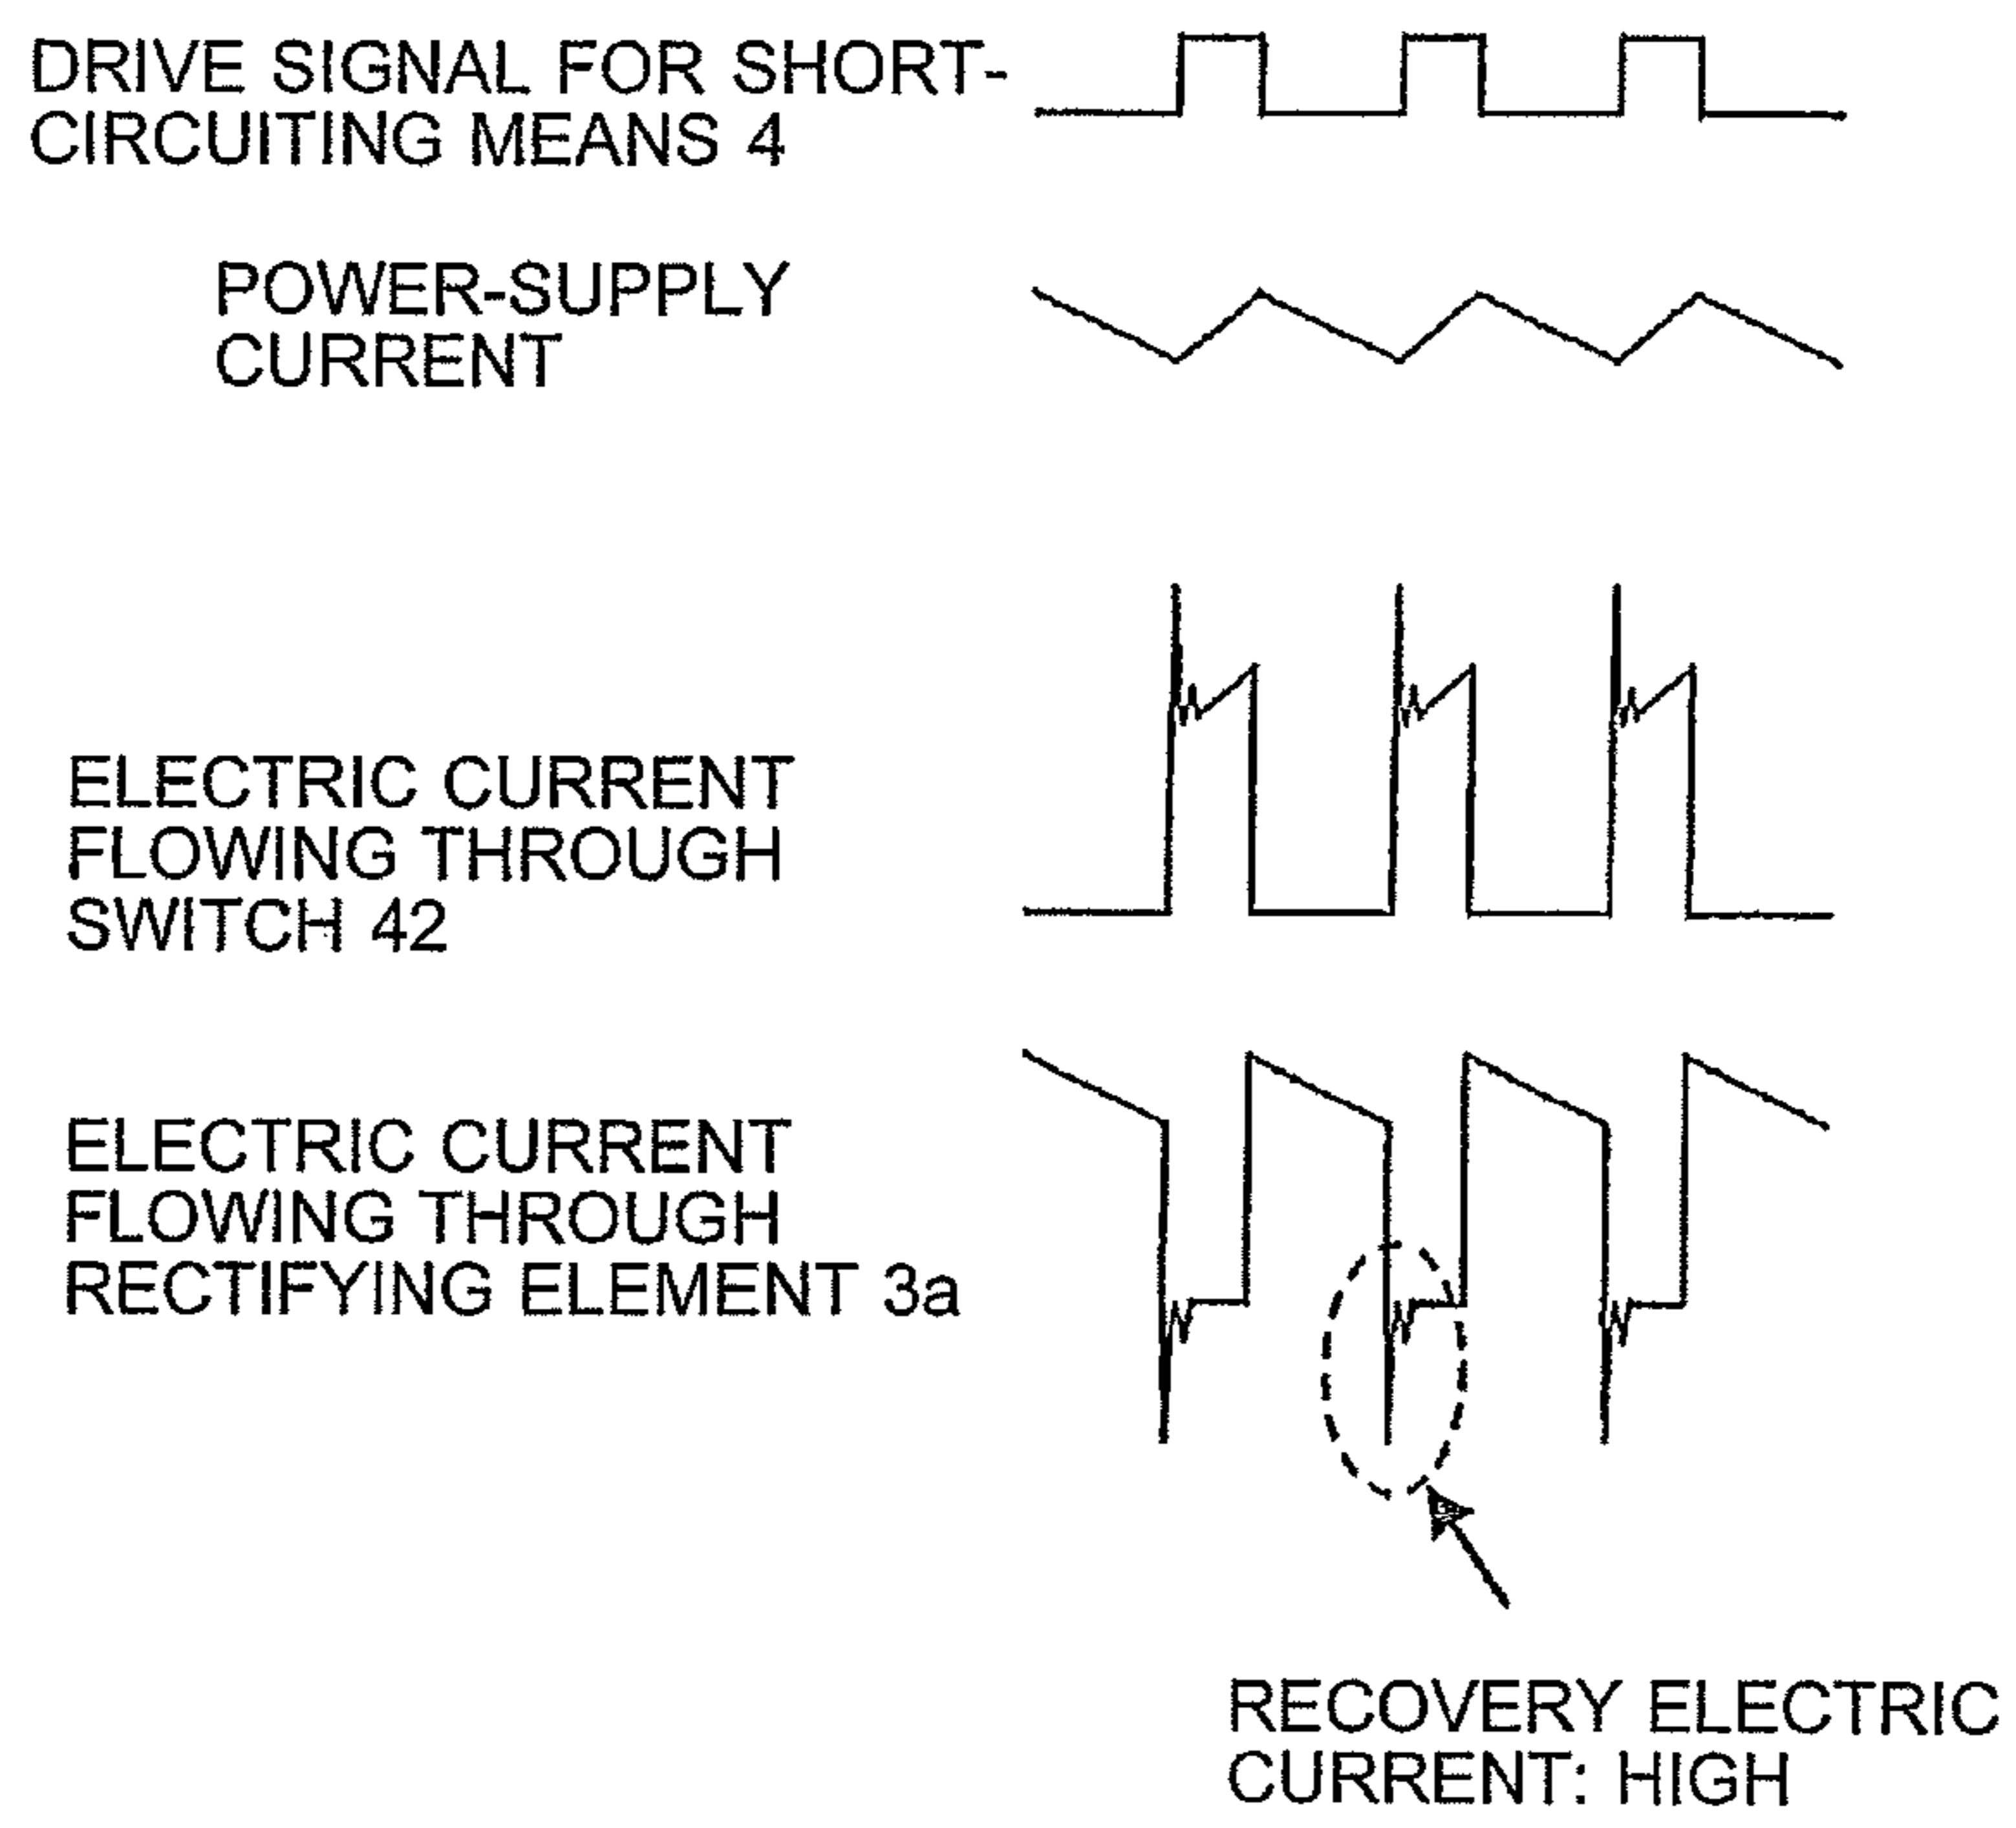 DRIVE SIGNAL FOR SHORT-
CIRCUITING MEANS 4
POWER-SUPPLY
CURRENT
ELECTRIC CURRENT
FLOWING THROUGH
SWITCH 42
ELECTRIC CURRENT
FLOWING THROUGH
RECTIFYING ELEMENT 3a
RECOVERY ELECTRIC
CURRENT: HIGH